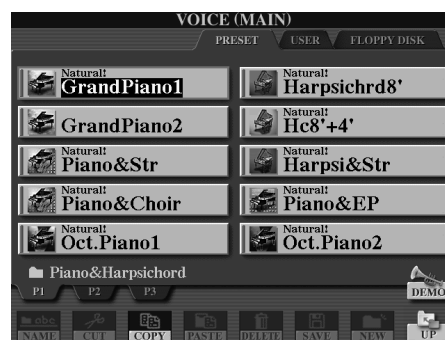 VOICE (MAIN)
PRESET USER FLOPPY DISK
Natural!
GrandPiano1
Natural!
Harpsichrd8'
GrandPiano2
Natural!
Hc8'+4'
Natural!
Piano&Str
Natural!
Harpsi&Str
Natural!
Piano&Choir
Natural!
Piano&EP
Natural!
Oct.Piano1
Natural!
Oct.Piano2
Piano&Harpsichord
P1 P2 P3
DEMO
abc
NAME CUT COPY PASTE DELETE SAVE NEW UP